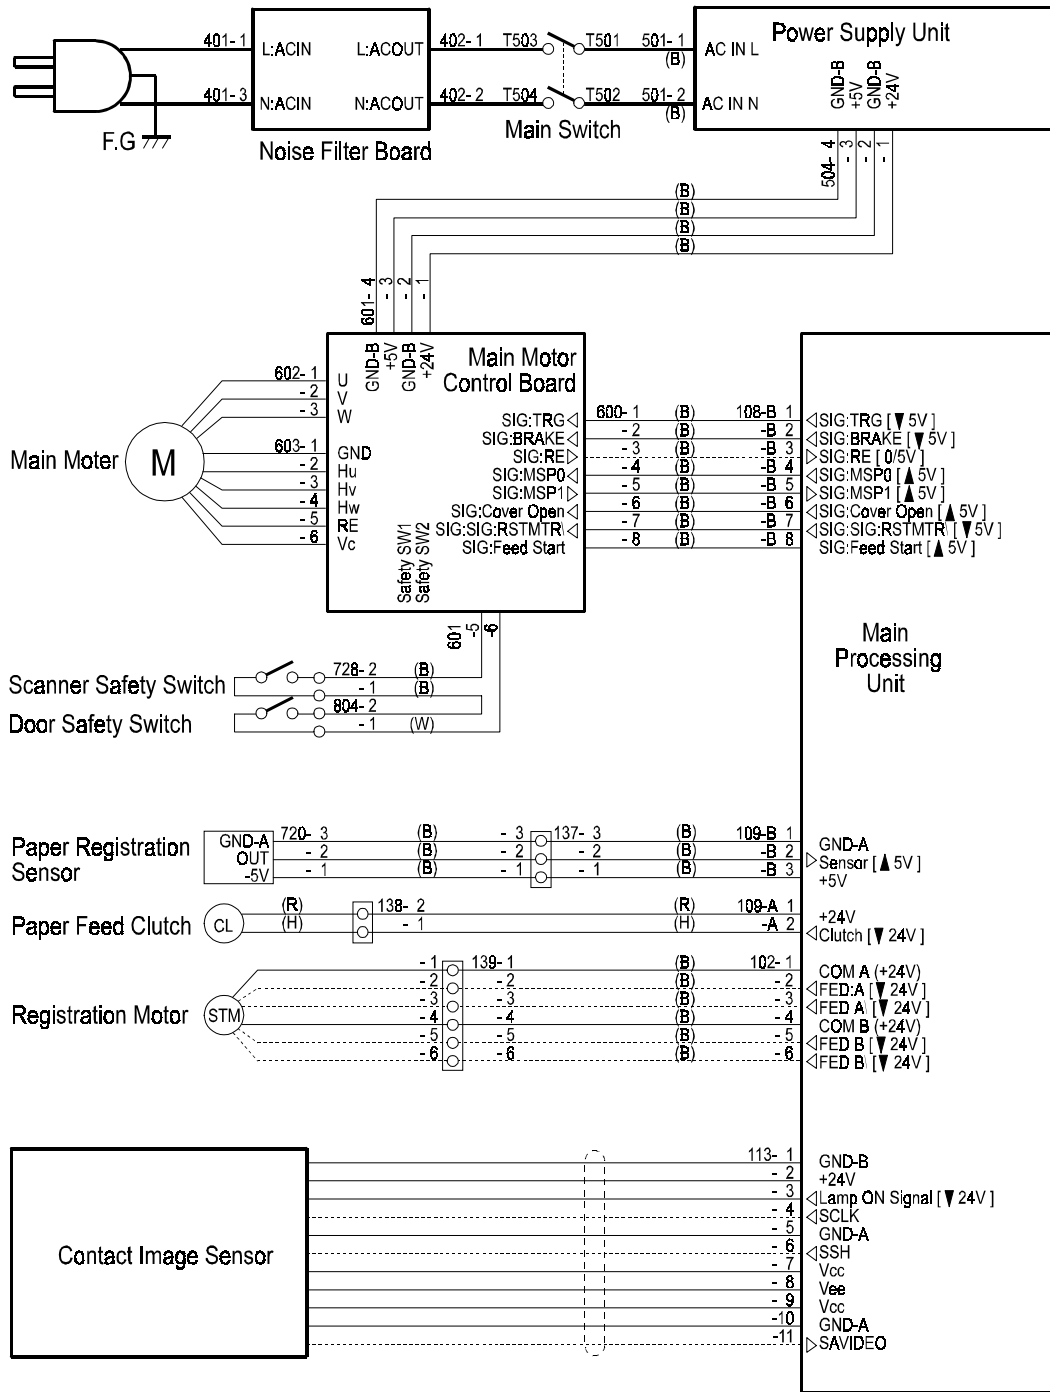 401- 1 L:ACIN L:ACOUT 402- 1 T503 T501 501- 1 (B) AC IN L
Power Supply Unit
GND-B +5V GND-B +24V
401- 3 N:ACIN N:ACOUT 402- 2 T504 T502 501- 2 (B) AC IN N
F.G
Noise Filter Board
Main Switch
504- 4 - 3 - 2 - 1
(B)
(B)
(B)
(B)
601- 4 - 3 - 2 - 1
GND-B +5V GND-B +24V
Main Motor
Control Board
602- 1 U
- 2 V
- 3 W
603- 1 GND
- 2 Hu
- 3 Hv
- 4 Hw
- 5 RE
- 6 Vc
Main Moter
M
SIG:TRG 600- 1 (B) 108-B 1 SIG:TRG [ ▼ 5V ]
SIG:BRAKE - 2 (B) -B 2 SIG:BRAKE [ ▼ 5V ]
SIG:RE - 3 (B) -B 3 SIG:RE [ 0/5V ]
SIG:MSP0 - 4 (B) -B 4 SIG:MSP0 [ ▲ 5V ]
SIG:MSP1 - 5 (B) -B 5 SIG:MSP1 [ ▲ 5V ]
SIG:Cover Open - 6 (B) -B 6 SIG:Cover Open [ ▲ 5V ]
SIG:SIG:RSTMTR\ - 7 (B) -B 7 SIG:SIG:RSTMTR\ [ ▼ 5V ]
SIG:Feed Start - 8 (B) -B 8 SIG:Feed Start [ ▲ 5V ]
Safety SW1
Safety SW2
601 -5 -6
Main
Processing
Unit
Scanner Safety Switch
728- 2 (B)
- 1 (B)
Door Safety Switch
804- 2
- 1 (W)
Paper Registration
Sensor
GND-A 720- 3 (B) - 3 137- 3 (B) 109-B 1 GND-A
OUT - 2 (B) - 2 - 2 (B) -B 2 Sensor [ ▲ 5V ]
-5V - 1 (B) - 1 - 1 (B) -B 3 +5V
Paper Feed Clutch
CL
(R) 138- 2 (R) 109-A 1 +24V
(H) - 1 (H) -A 2 Clutch [ ▼ 24V ]
Registration Motor
STM
- 1 139- 1 (B) 102- 1 COM A (+24V)
- 2 -2 (B) - 2 FED:A [ ▼ 24V ]
- 3 -3 (B) - 3 FED A\ [ ▼ 24V ]
- 4 -4 (B) - 4 COM B (+24V)
- 5 -5 (B) - 5 FED B [ ▼ 24V ]
- 6 -6 (B) - 6 FED B\ [ ▼ 24V ]
Contact Image Sensor
113- 1 GND-B
- 2 +24V
- 3 Lamp ON Signal [ ▼ 24V ]
- 4 SCLK
- 5 GND-A
- 6 SSH
- 7 Vcc
- 8 Vee
- 9 Vcc
-10 GND-A
-11 SAVIDEO